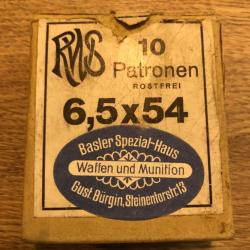 RWS
10
Patronen
ROSTFREI
6,5x54
Basler Spezial-Haus
Waffen und Munition
Gust. Bürgin, Steinentorstr. 13